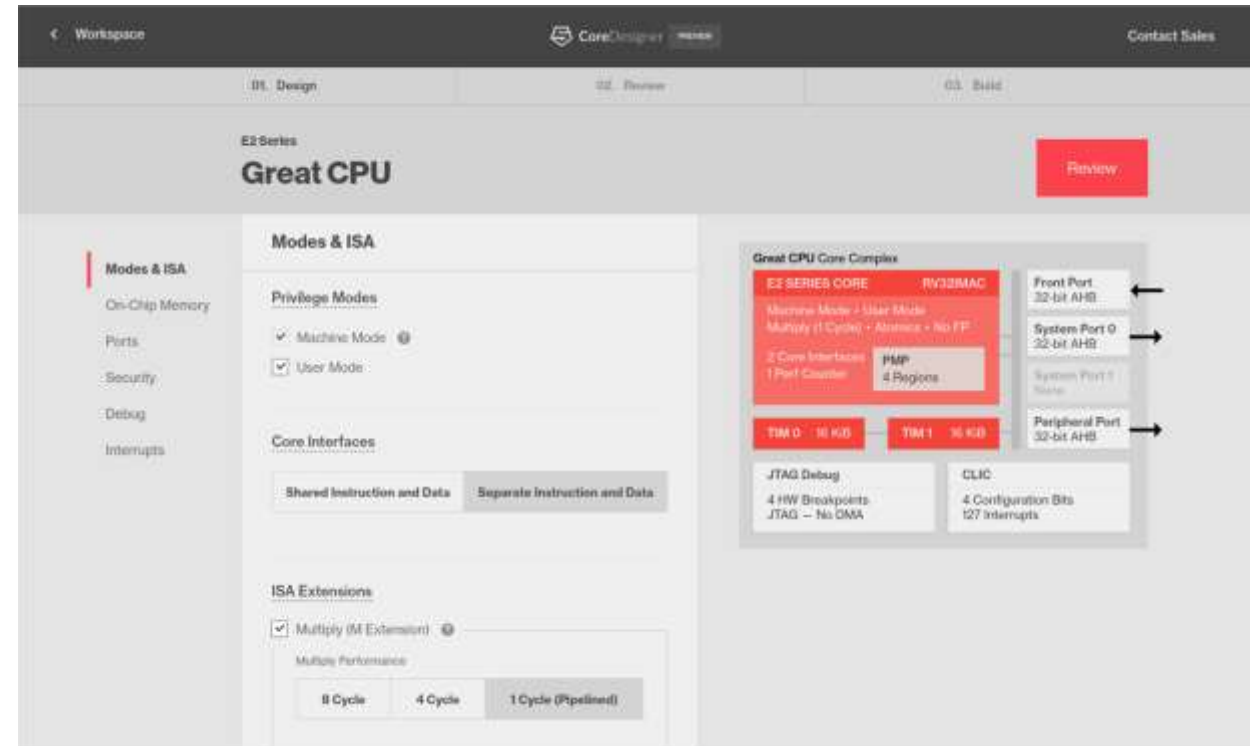 Workspace
CoreDesigner PREVIEW
Contact Sales
01. Design
02. Review
03. Build
E2 Series
Great CPU
Review
Modes & ISA
On-Chip Memory
Ports
Security
Debug
Interrupts
Modes & ISA
Privilege Modes
Machine Mode
User Mode
Core Interfaces
Shared Instruction and Data
Separate Instruction and Data
ISA Extensions
Multiply (M Extension)
Multiply Performance
8 Cycle
4 Cycle
1 Cycle (Pipelined)
Great CPU Core Complex
E2 SERIES CORE
RV32IMAC
Machine Mode • User Mode
Multiply (1 Cycle) • Atomics • No FP
2 Core Interfaces
1 Perf Counter
PMP
4 Regions
Front Port
32-bit AHB
System Port 0
32-bit AHB
System Port 1
None
Peripheral Port
32-bit AHB
TIM 0 16 KiB
TIM 1 16 KiB
JTAG Debug
4 HW Breakpoints
JTAG — No DMA
CLIC
4 Configuration Bits
127 Interrupts